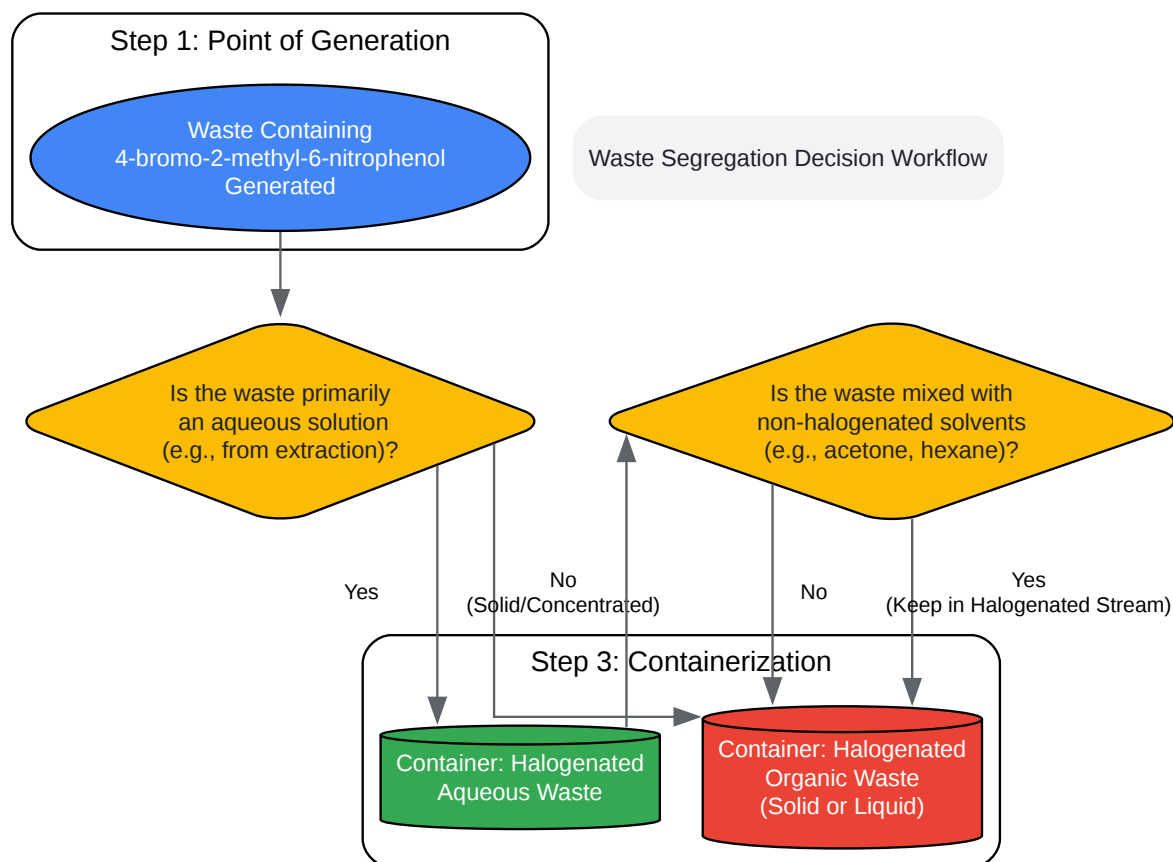 Step 1: Point of Generation
Waste Containing
4-bromo-2-methyl-6-nitrophenol
Generated
Waste Segregation Decision Workflow
Is the waste primarily
an aqueous solution
(e.g., from extraction)?
Is the waste mixed with
non-halogenated solvents
(e.g., acetone, hexane)?
Yes
No
(Solid/Concentrated)
No
Yes
(Keep in Halogenated Stream)
Step 3: Containerization
Container: Halogenated
Aqueous Waste
Container: Halogenated
Organic Waste
(Solid or Liquid)